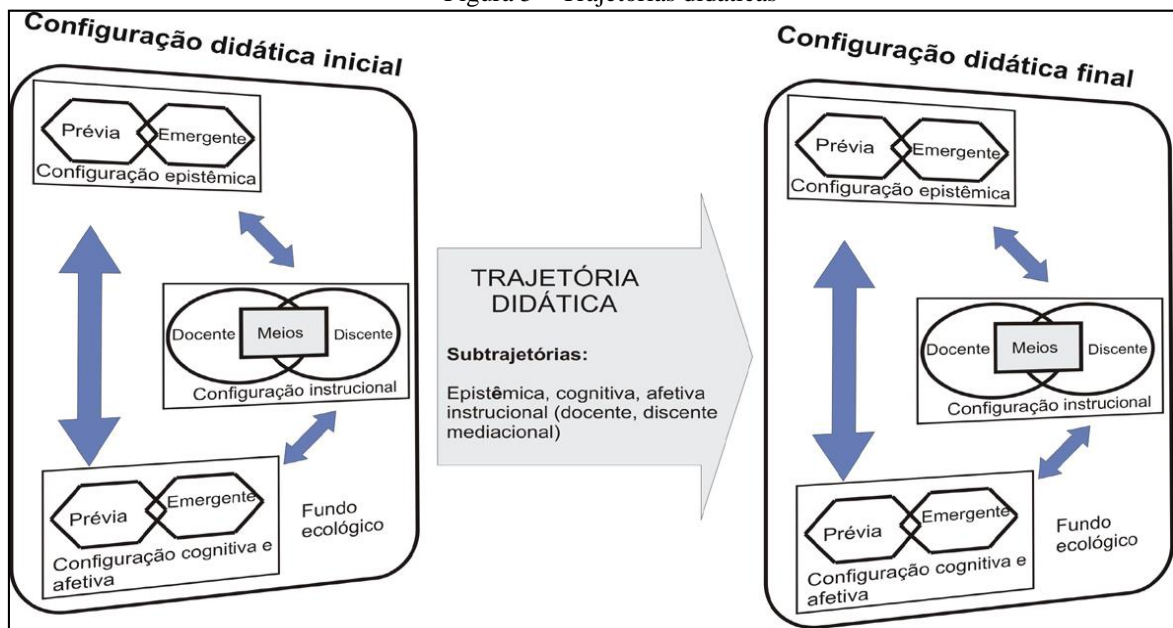 Configuração didática inicial
Prévia
Emergente
Configuração epistêmica
Docente
Meios
Discente
Configuração instrucional
Prévia
Emergente
Configuração cognitiva e
afetiva
Fundo
ecológico
TRAJETÓRIA
DIDÁTICA
Subtrajetórias:
Epistêmica, cognitiva, afetiva
instrucional (docente, discente
mediacional)
Configuração didática final
Prévia
Emergente
Configuração epistêmica
Docente
Meios
Discente
Configuração instrucional
Prévia
Emergente
Configuração cognitiva e
afetiva
Fundo
ecológico